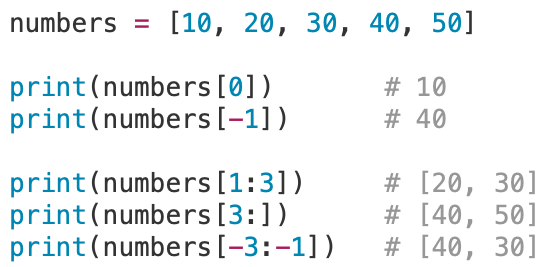 numbers = [10, 20, 30, 40, 50]
print(numbers[0])       # 10
print(numbers[-1])      # 40
print(numbers[1:3])     # [20, 30]
print(numbers[3:])      # [40, 50]
print(numbers[-3:-1])   # [40, 30]